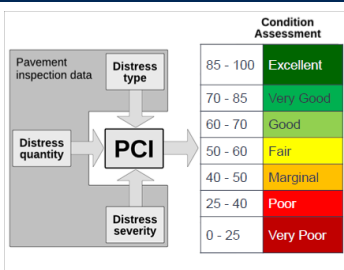 Condition
Assessment
Pavement
inspection data
Distress
type
Distress
quantity
PCI
Distress
severity
85 - 100 Excellent
70 - 85 Very Good
60 - 70 Good
50 - 60 Fair
40 - 50 Marginal
25 - 40 Poor
0 - 25 Very Poor